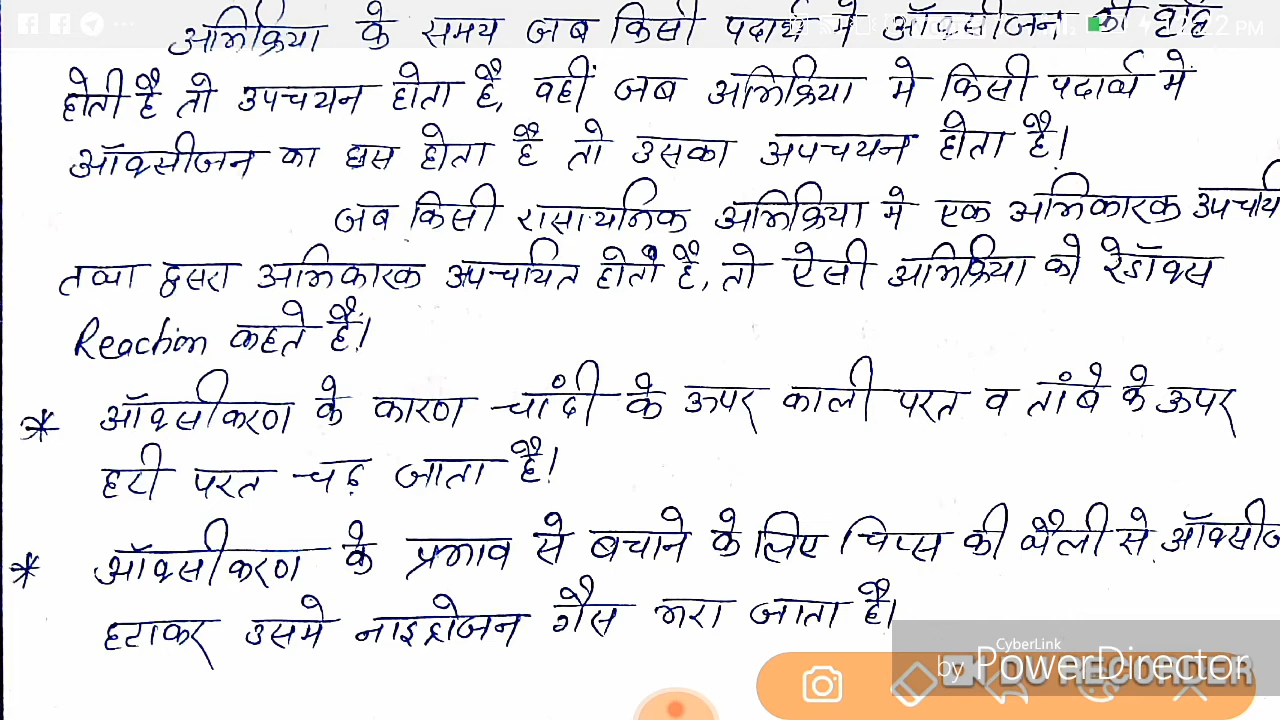 अभिक्रिया के समय जब किसी पदार्थ मे ऑक्सीजन की वृद्धि
होती है तो उपचयन होता है, वहीं जब अभिक्रिया मे किसी पदार्थ में
ऑक्सीजन का ह्रास होता है तो उसका अपचयन होता है।
जब किसी रासायनिक अभिक्रिया मे एक अभिकारक उपचयि
तथा दुसरा अभिकारक अपचयित होता है, तो ऐसी अभिक्रिया को रेडॉक्स
Reaction कहते हैं।
* ऑक्सीकरण के कारण चांदी के ऊपर काली परत व तांबे के ऊपर
हरी परत चढ़ जाता है।
* ऑक्सीकरण के प्रभाव से बचाने के लिए चिप्स की थैली से ऑक्सीज
हटाकर उसमे नाइट्रोजन गैस भरा जाता है।
CyberLink
by PowerDirector
RECORDER